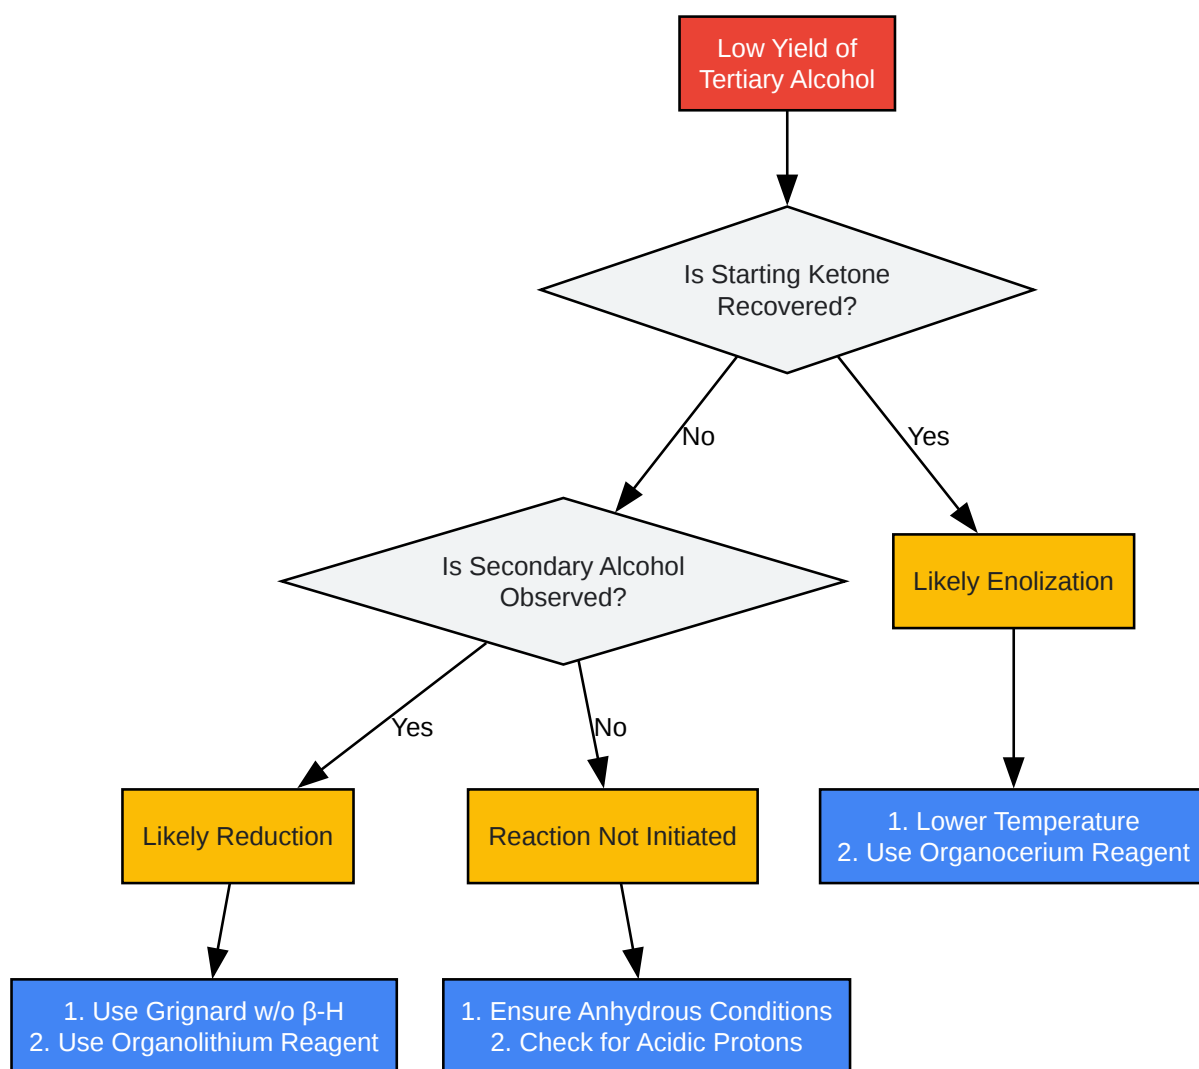 Low Yield of
Tertiary Alcohol
Is Starting Ketone
Recovered?
No
Yes
Is Secondary Alcohol
Observed?
Likely Enolization
Yes
No
Likely Reduction
Reaction Not Initiated
1. Lower Temperature
2. Use Organocerium Reagent
1. Use Grignard w/o β-H
2. Use Organolithium Reagent
1. Ensure Anhydrous Conditions
2. Check for Acidic Protons